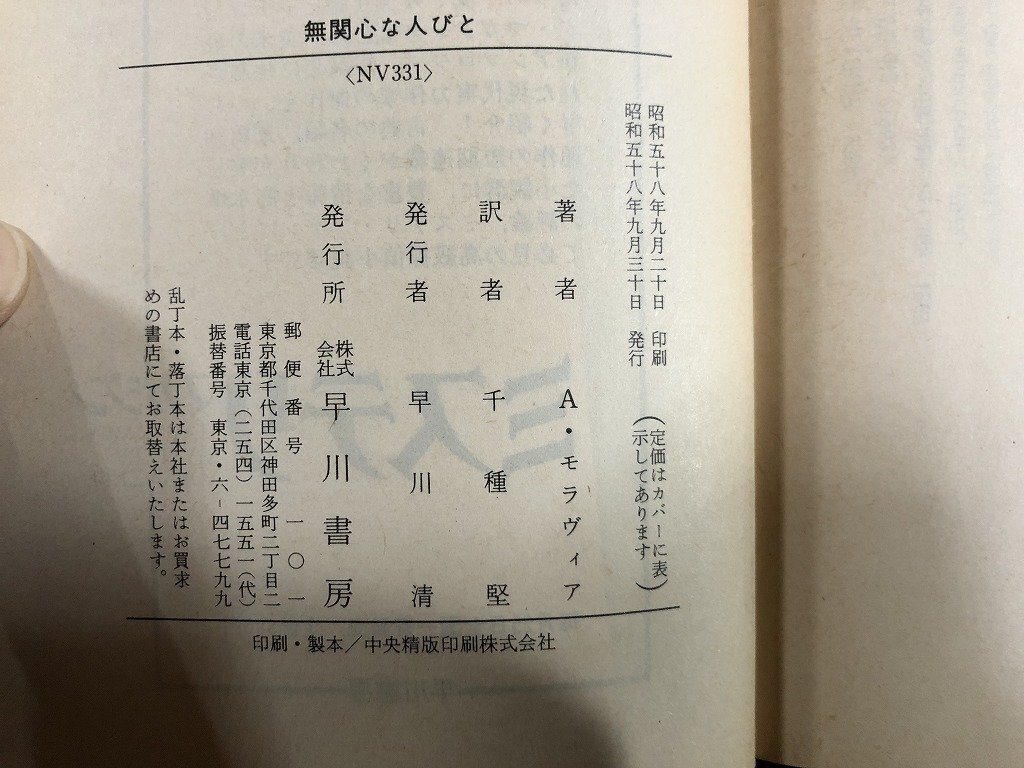 無関心な人びと
〈NV331〉
昭和五十八年九月二十日 印刷
昭和五十八年九月三十日 発行
（定価はカバーに表
示してあります）
著者 A・モラヴィア
訳者 千種堅
発行者 早川清
発行所 株式会社 早川書房
郵便番号 一〇一
東京都千代田区神田多町二丁目二
電話東京（二五四）一五五一（代）
振替番号 東京・六-四七七九九
乱丁本・落丁本は本社またはお買求
めの書店にてお取替えいたします。
印刷・製本／中央精版印刷株式会社